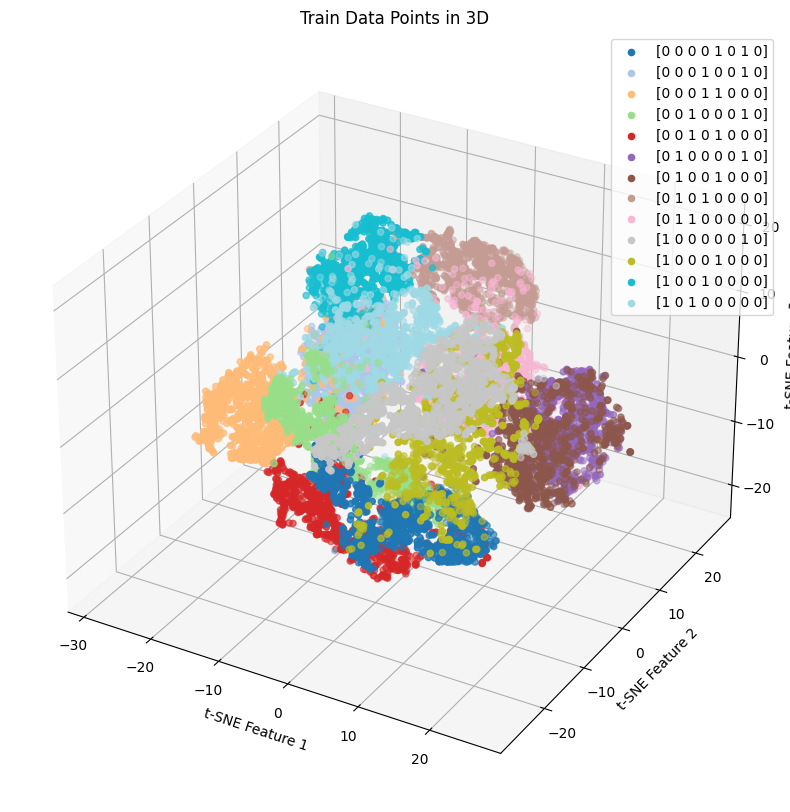 Train Data Points in 3D
[0 0 0 0 1 0 1 0]
[0 0 0 1 0 0 1 0]
[0 0 0 1 1 0 0 0]
[0 0 1 0 0 0 1 0]
[0 0 1 0 1 0 0 0]
[0 1 0 0 0 0 1 0]
[0 1 0 0 1 0 0 0]
[0 1 0 1 0 0 0 0]
[0 1 1 0 0 0 0 0]
[1 0 0 0 0 0 1 0]
[1 0 0 0 1 0 0 0]
[1 0 0 1 0 0 0 0]
[1 0 1 0 0 0 0 0]
0
−10
−20
20
10
0
−10
−20
t-SNE Feature 2
−30
−20
−10
0
10
20
t-SNE Feature 1